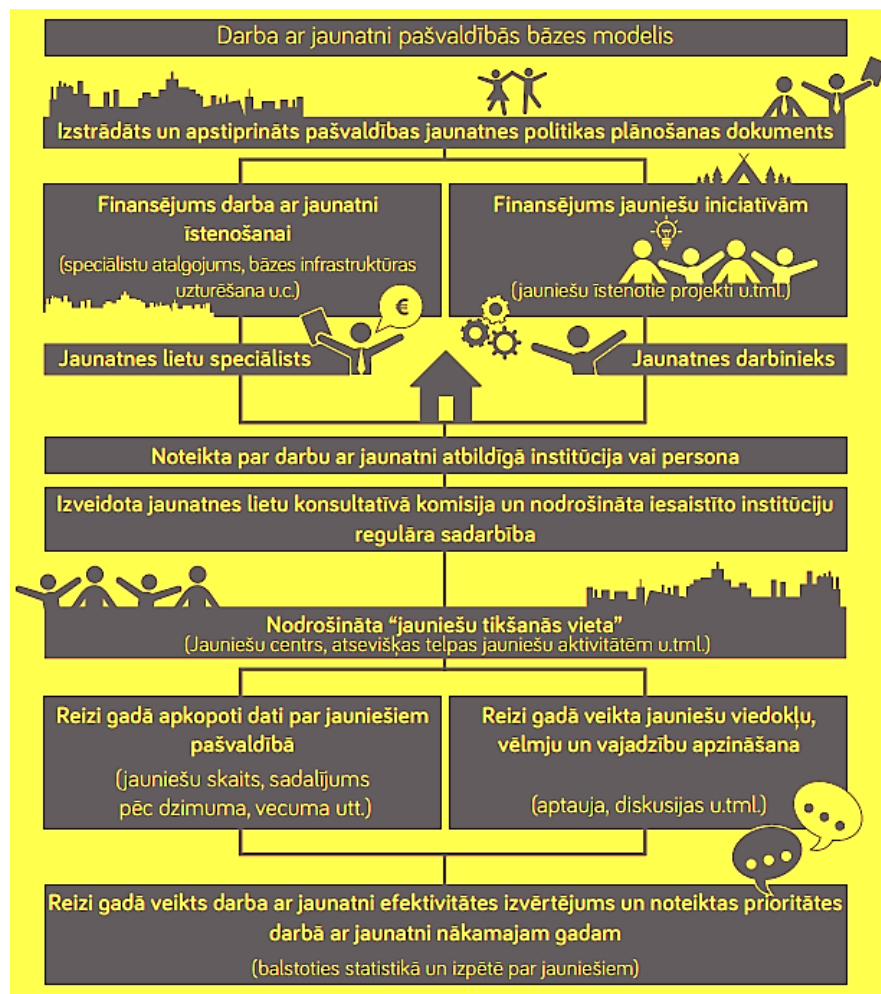 Darba ar jaunatni pašvaldībās bāzes modelis
Izstrādāts un apstiprināts pašvaldības jaunatnes politikas plānošanas dokuments
Finansējums darba ar jaunatni
īstenošanai
(speciālistu atalgojums, bāzes infrastruktūras
uzturēšana u.c.)
Finansējums jauniešu iniciatīvām
(jauniešu īstenotie projekti u.tml.)
€
Jaunatnes lietu speciālists
Jaunatnes darbinieks
Noteikta par darbu ar jaunatni atbildīgā institūcija vai persona
Izveidota jaunatnes lietu konsultatīvā komisija un nodrošināta iesaistīto institūciju
regulāra sadarbība
Nodrošināta “jauniešu tikšanās vieta”
(Jauniešu centrs, atsevišķas telpas jauniešu aktivitātēm u.tml.)
Reizi gadā apkopoti dati par jauniešiem
pašvaldībā
(jauniešu skaits, sadalījums
pēc dzimuma, vecuma utt.)
Reizi gadā veikta jauniešu viedokļu,
vēlmju un vajadzību apzināšana
(aptauja, diskusijas u.tml.)
Reizi gadā veikts darba ar jaunatni efektivitātes izvērtējums un noteiktas prioritātes
darbā ar jaunatni nākamajam gadam
(balstoties statistikā un izpētē par jauniešiem)